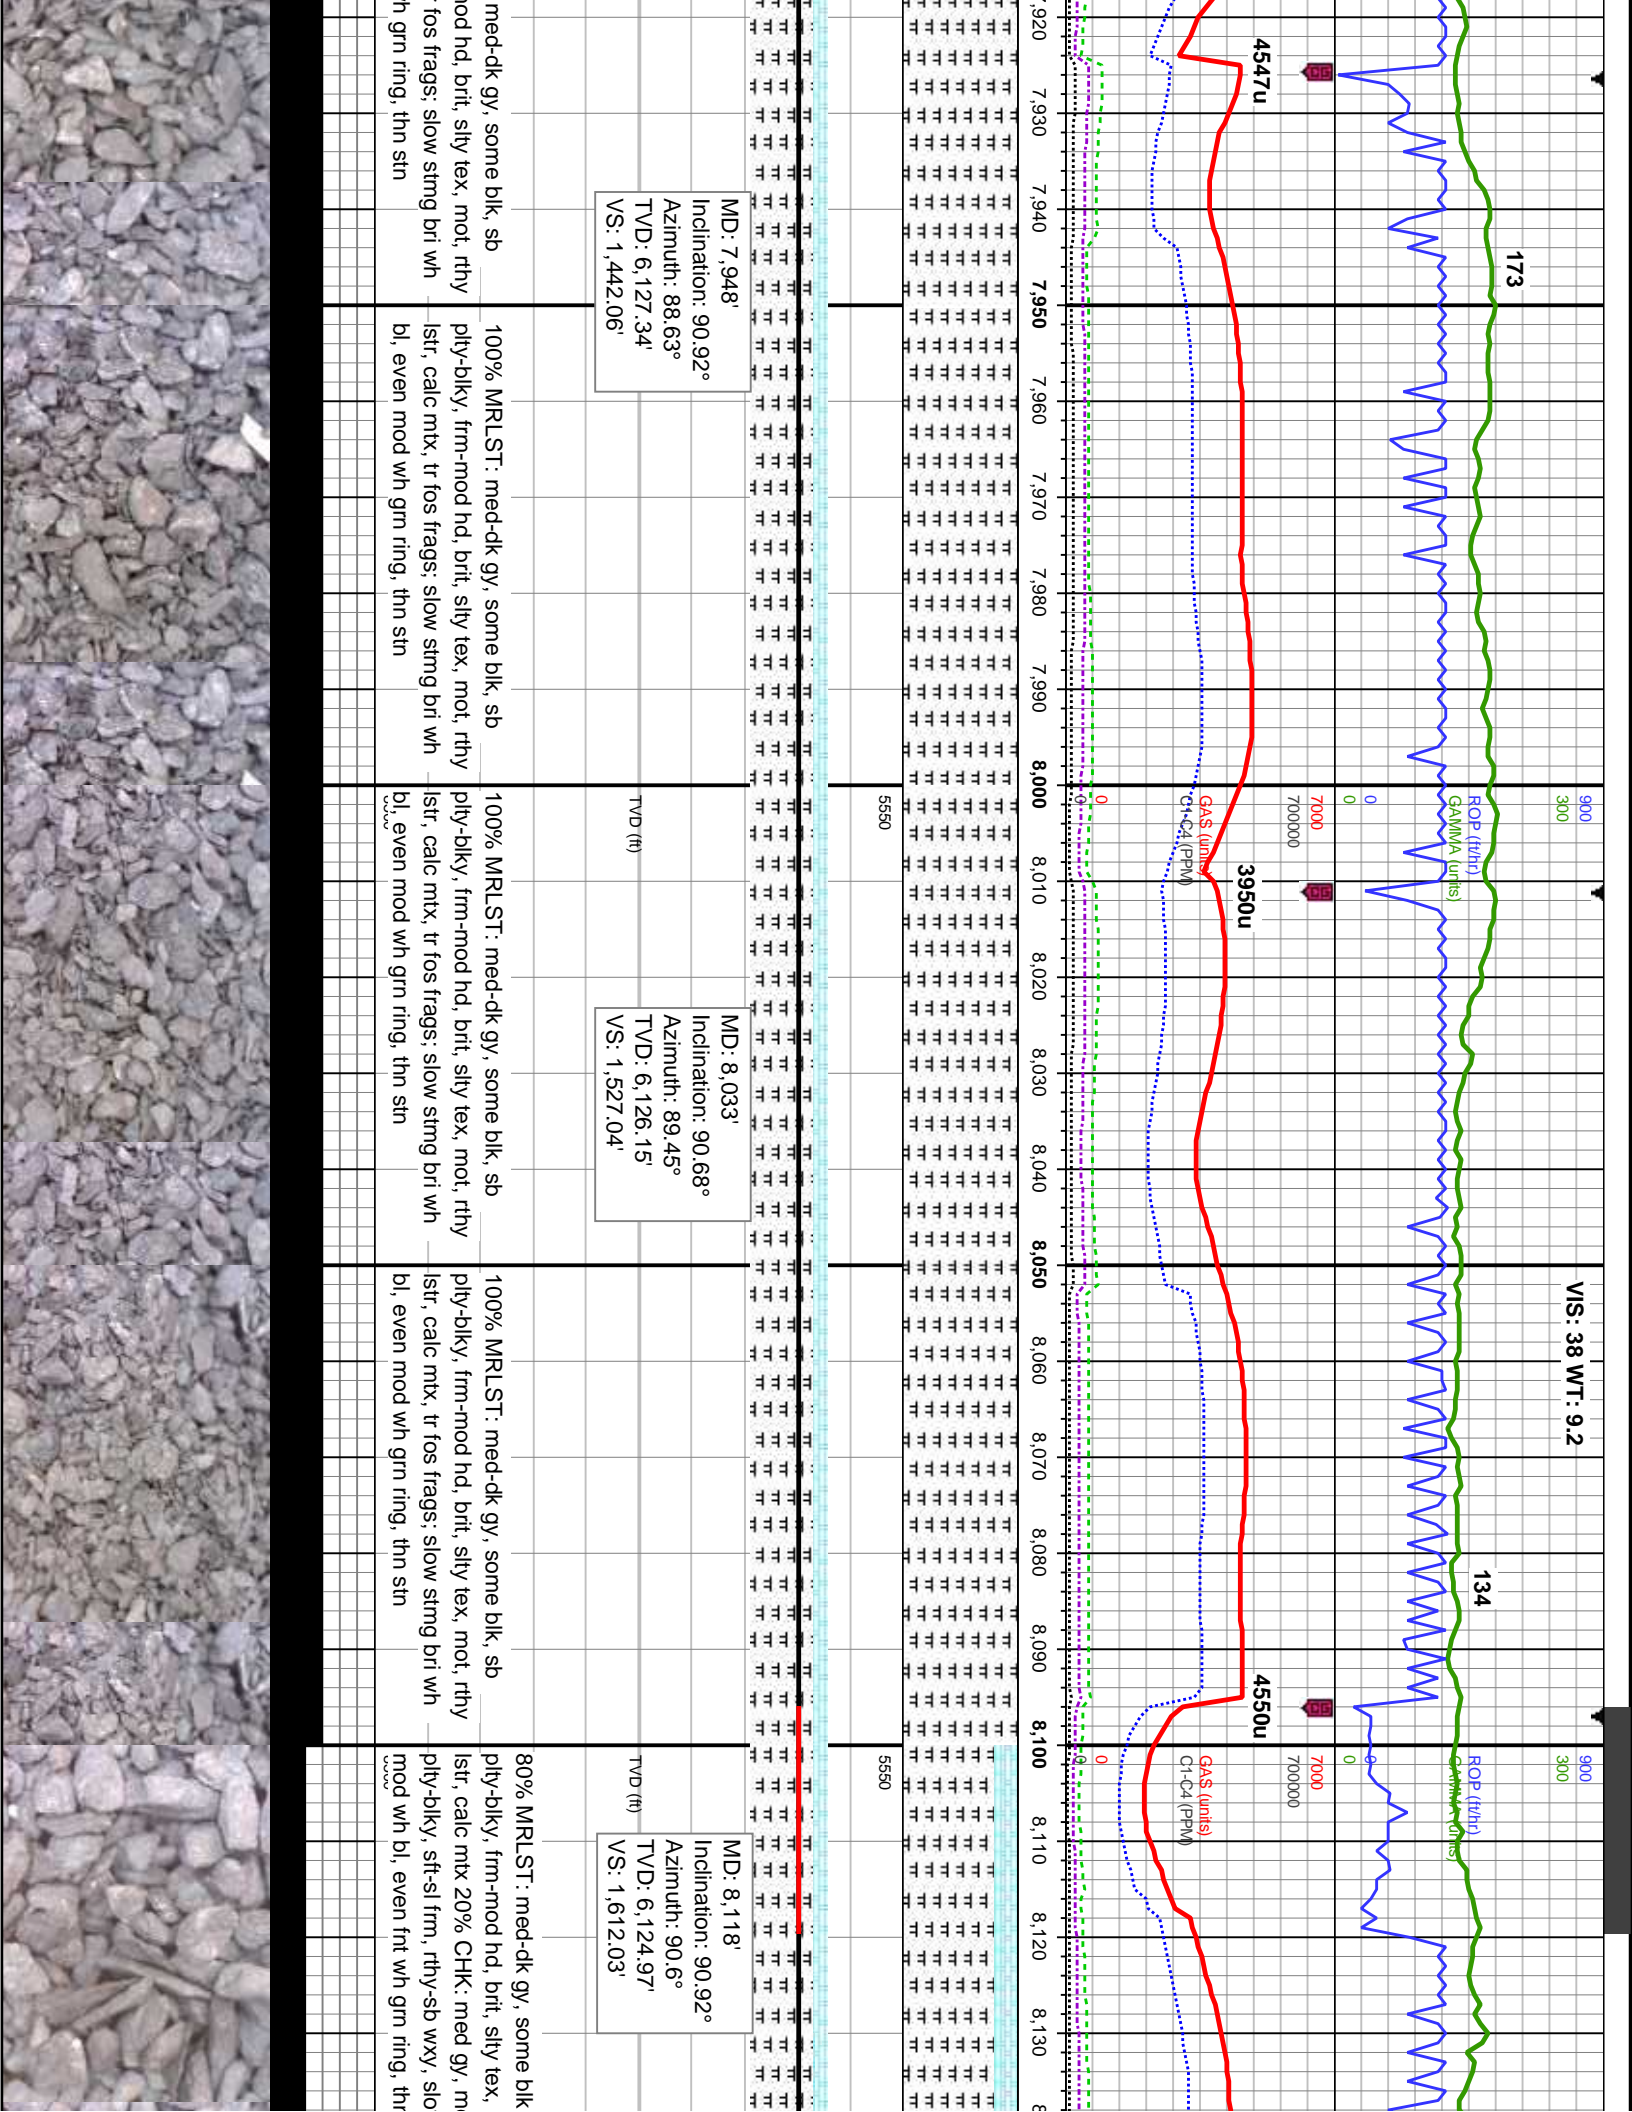 7,920
7,930
7,940
7,950
7,960
7,970
7,980
7,990
8,000
8,010
8,020
8,030
8,040
8,050
8,060
8,070
8,080
8,090
8,100
8,110
8,120
8,130
173
VIS: 38 WT: 9.2
134
900
300
ROP (ft/hr)
GAMMA (units)
0
0
900
300
ROP (ft/hr)
GAMMA (units)
0
0
4547u
3950u
4550u
CG
CG
CG
7000
700000
GAS (units)
C1-C4 (PPM)
0
0
7000
700000
GAS (units)
C1-C4 (PPM)
0
0
5550
TVD (ft)
5550
TVD (ft)
MD: 7,948'
Inclination: 90.92°
Azimuth: 88.63°
TVD: 6,127.34'
VS: 1,442.06'
MD: 8,033'
Inclination: 90.68°
Azimuth: 89.45°
TVD: 6,126.15'
VS: 1,527.04'
MD: 8,118'
Inclination: 90.92°
Azimuth: 90.6°
TVD: 6,124.97'
VS: 1,612.03'
med-dk gy, some blk, sb
hd, brit, slty tex, mot, rthy
fos frags; slow stmg bri wh
grn ring, thn stn
100% MRLST: med-dk gy, some blk, sb
plty-blky, frm-mod hd, brit, slty tex, mot, rthy
lstr, calc mtx, tr fos frags; slow stmg bri wh
bl, even mod wh grn ring, thn stn
100% MRLST: med-dk gy, some blk, sb
plty-blky, frm-mod hd, brit, slty tex, mot, rthy
lstr, calc mtx, tr fos frags; slow stmg bri wh
bl, even mod wh grn ring, thn stn
100% MRLST: med-dk gy, some blk, sb
plty-blky, frm-mod hd, brit, slty tex, mot, rthy
lstr, calc mtx, tr fos frags; slow stmg bri wh
bl, even mod wh grn ring, thn stn
80% MRLST: med-dk gy, some blk
plty-blky, frm-mod hd, brit, slty tex,
lstr, calc mtx 20% CHK: med gy,
plty-blky, sft-sl frm, rthy-sb wxy,
mod wh bl, even fnt wh grn ring,